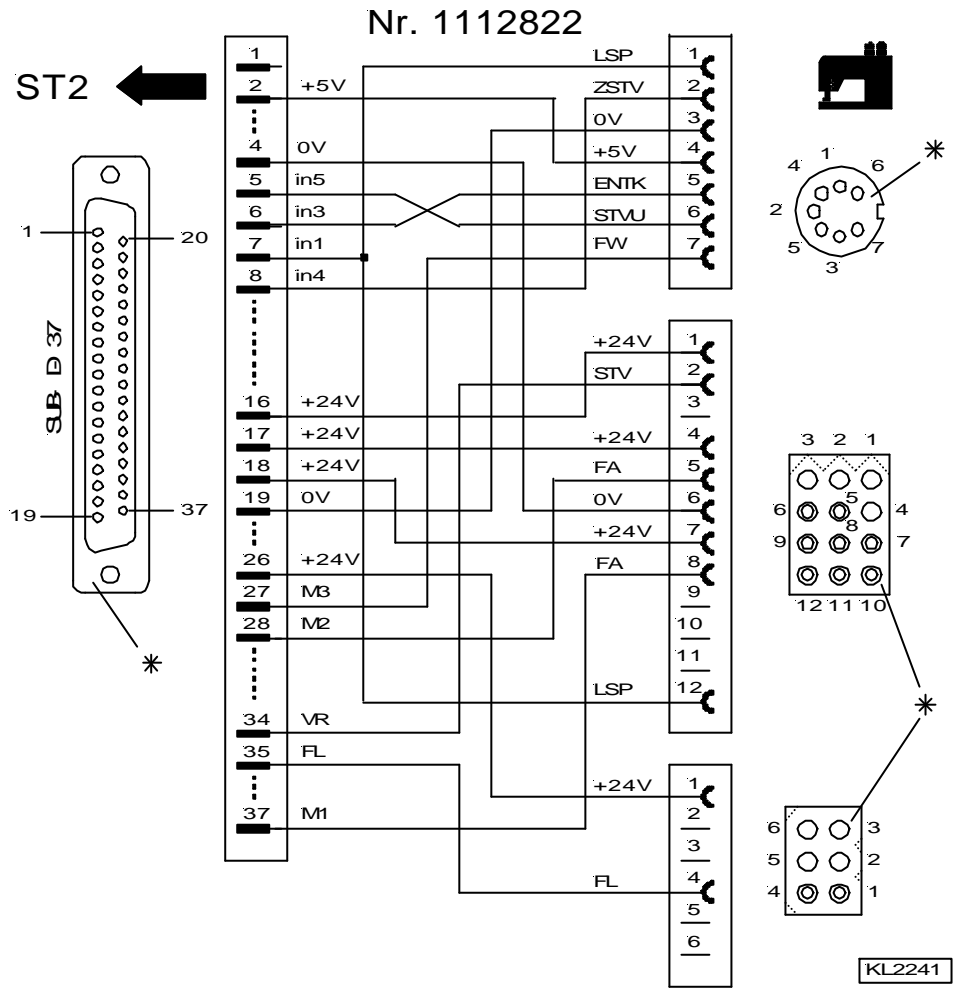 Nr. 1112822
ST2
1
2 +5V
4 0V
5 in5
6 in3
7 in1
8 in4
16 +24V
17 +24V
18 +24V
19 0V
26 +24V
27 M3
28 M2
34 VR
35 FL
37 M1
LSP 1
ZSTV 2
0V 3
+5V 4
ENTK 5
STVU 6
FW 7
+24V 1
STV 2
3
+24V 4
FA 5
0V 6
+24V 7
FA 8
9
10
11
LSP 12
+24V 1
2
3
FL 4
5
6
1
20
SUB-D 37
19
37
4 1 6
2
5 3 7
3 2 1
6 5 4
9 8 7
12 11 10
6 3
5 2
4 1
KL2241